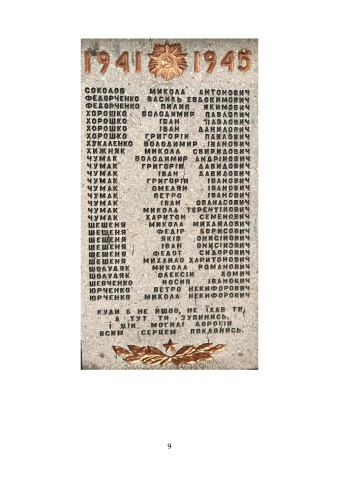 1941 1945
СОКОЛОВ МИКОЛА АНТОНОВИЧ
ФЕДОРЧЕНКО ВАСИЛЬ ЕВДОКИМОВИЧ
ФЕДОРЧЕНКО ПИЛИП ЯКИМОВИЧ
ХОРОШКО ВОЛОДИМИР ПАВЛОВИЧ
ХОРОШКО ІВАН ПАВЛОВИЧ
ХОРОШКО ІВАН ДАНИЛОВИЧ
ХОРОШКО ГРИГОРІЙ ПАВЛОВИЧ
ХУКАЛЕНКО ВОЛОДИМИР ІВАНОВИЧ
ХИЖНЯК МИКОЛА СВИРИДОВИЧ
ЧУМАК ВОЛОДИМИР АНДРІЙОВИЧ
ЧУМАК ГРИГОРІЙ ДАВИДОВИЧ
ЧУМАК ІВАН ДАВИДОВИЧ
ЧУМАК ГРИГОРІЙ ІВАНОВИЧ
ЧУМАК ОМЕЛЯН ІВАНОВИЧ
ЧУМАК ПЕТРО ІВАНОВИЧ
ЧУМАК ІВАН ОПАНАСОВИЧ
ЧУМАК МИКОЛА ТЕРЕНТІЙОВИЧ
ЧУМАК ХАРИТОН СЕМЕНОВИЧ
ШЕШЕНЯ МИКОЛА МИХАЙЛОВИЧ
ШЕШЕНЯ ФЕДІР БОРИСОВИЧ
ШЕШЕНЯ ЯКІВ ОНИСІМОВИЧ
ШЕШЕНЯ ІВАН ОНИСІМОВИЧ
ШЕШЕНЯ ФЕДОТ СИДОРОВИЧ
ШЕШЕНЯ МИХАЙЛО ХАРИТОНОВИЧ
ШОЛУДЯК МИКОЛА РОМАНОВИЧ
ШОЛУДЯК ОЛЕКСІЙ ХОМИЧ
ШЕВЧЕНКО ЙОСИП ІВАНОВИЧ
ЮРЧЕНКО ПЕТРО НЕКИФОРОВИЧ
ЮРЧЕНКО МИКОЛА НЕКИФОРОВИЧ
КУДИ Б НЕ ЙШОВ, НЕ ЇХАВ ТИ,
А ТУТ ТИ ЗУПИНИСЬ,
І ЦІЙ МОГИЛІ ДОРОГІЙ
ВСИМ СЕРЦЕМ ПОКЛОНИСЬ.
9